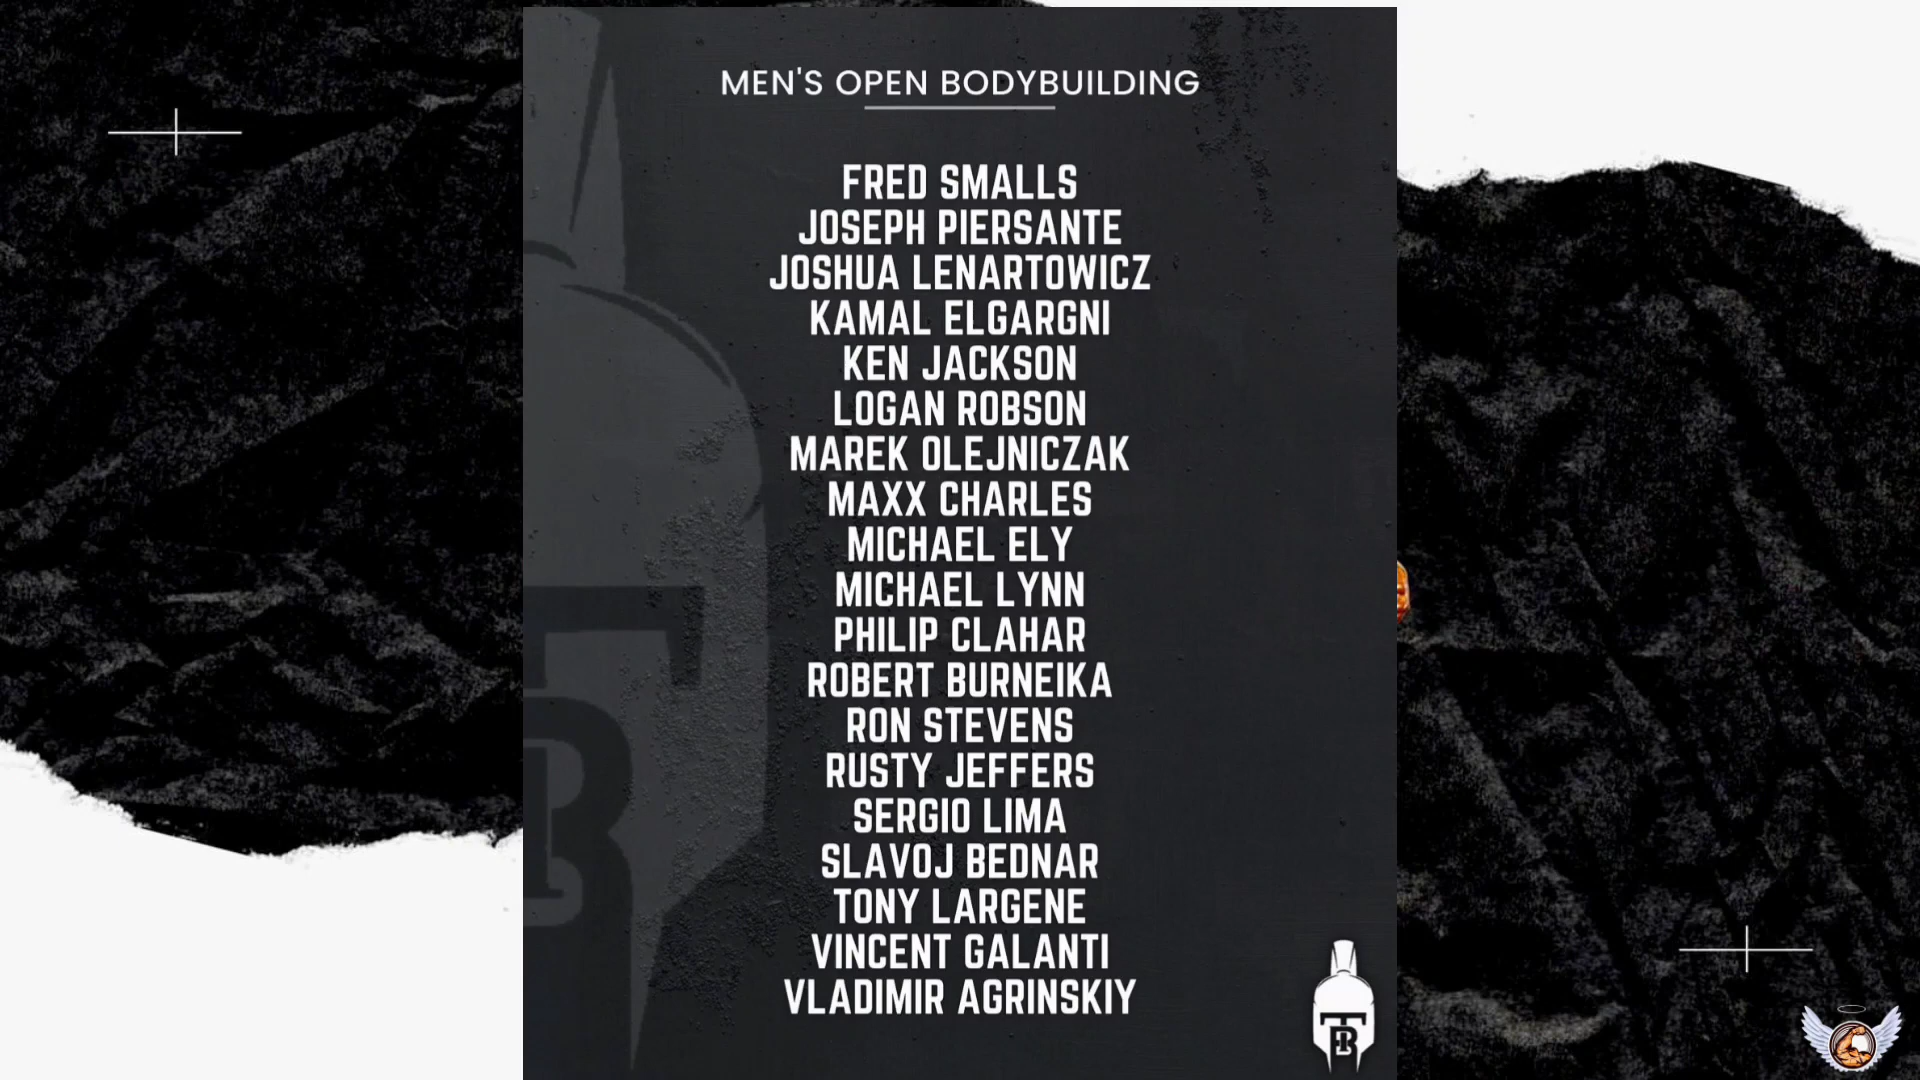 MEN'S OPEN BODYBUILDING
FRED SMALLS
JOSEPH PIERSANTE
JOSHUA LENARTOWICZ
KAMAL ELGARGNI
KEN JACKSON
LOGAN ROBSON
MAREK OLEJNICZAK
MAXX CHARLES
MICHAEL ELY
MICHAEL LYNN
PHILIP CLAHAR
ROBERT BURNEIKA
RON STEVENS
RUSTY JEFFERS
SERGIO LIMA
SLAVOJ BEDNAR
TONY LARGENE
VINCENT GALANTI
VLADIMIR AGRINSKIY